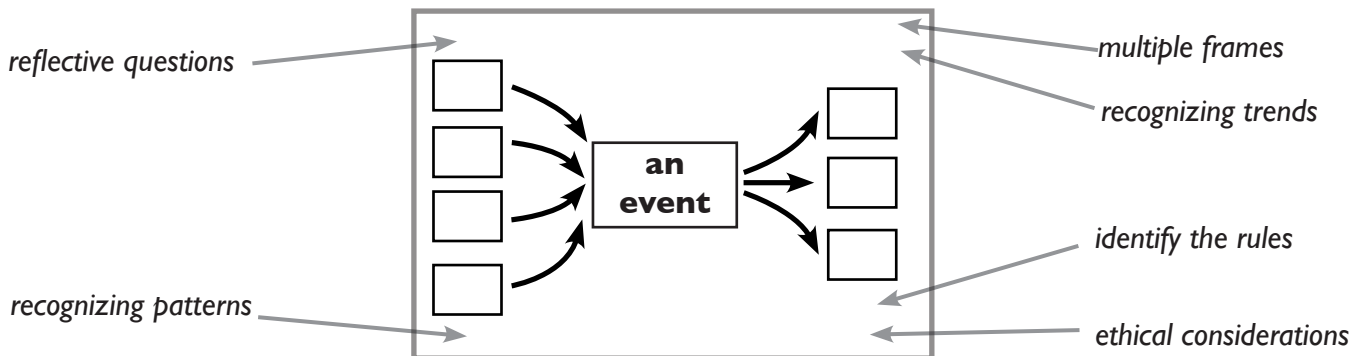 multiple frames
reflective questions
recognizing trends
an
event
identify the rules
recognizing patterns
ethical considerations